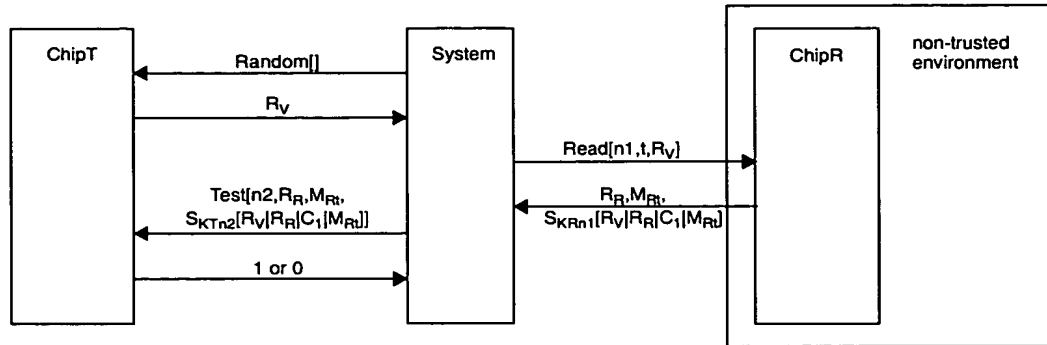 ChipT
System
ChipR
non-trusted
environment
Random[]
R_V
Read[n1,t,R_V}
Test[n2,R_R,M_Rt,
S_KTn2[R_V|R_R|C_1|M_Rt]]
R_R,M_Rt,
S_KRn1[R_V|R_R|C_1|M_Rt]
1 or 0